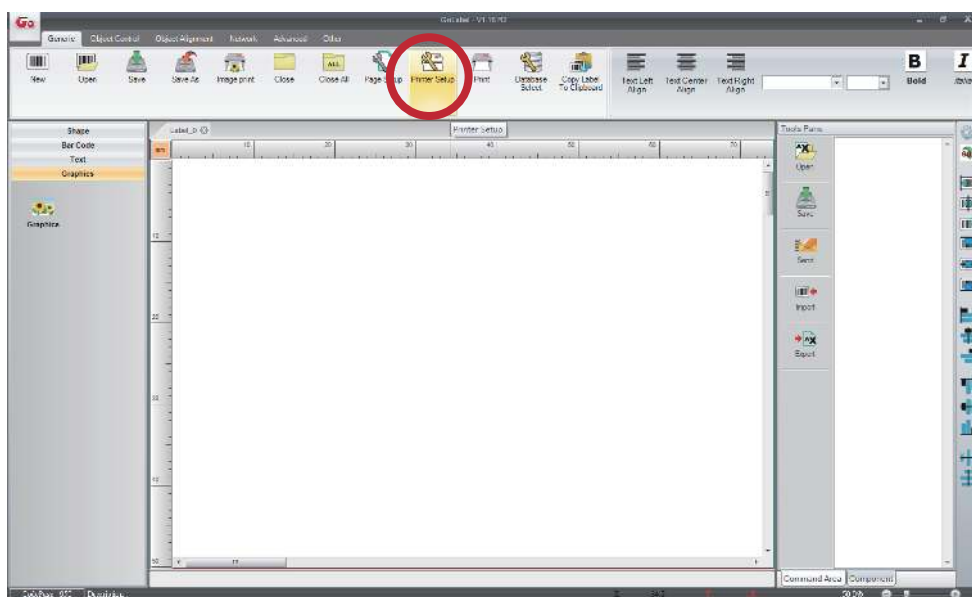 Go
GoLabel - V1.16
Generic Object Control Object Alignment Network Advanced Other
New Open Save Save As Image print Close Close All Page Setup Printer Setup Print Database Select Copy Label To Clipboard Text Left Align Text Center Align Text Right Align Bold Italic
ALL
B I
Label_0
Printer Setup
Tools Pane
Shape
Bar Code
Text
Graphics
Graphics
mm
10 20 30 40 50 60 70
Open
Save
Send
Import
Export
Command Area Component